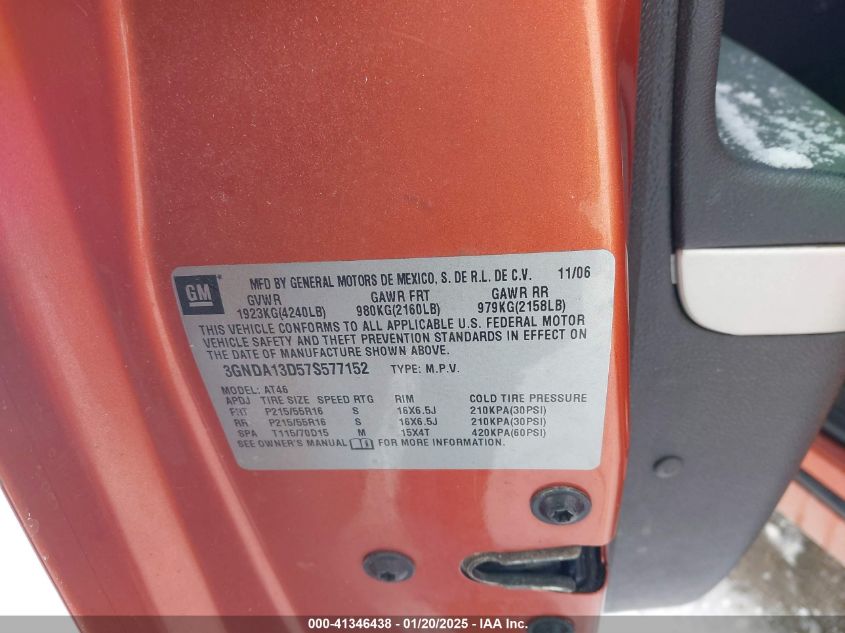 GM
MFD BY GENERAL MOTORS DE MEXICO, S. DE R.L. DE C.V. 11/06
GVWR GAWR FRT GAWR RR
1923KG(4240LB) 980KG(2160LB) 979KG(2158LB)
THIS VEHICLE CONFORMS TO ALL APPLICABLE U.S. FEDERAL MOTOR
VEHICLE SAFETY AND THEFT PREVENTION STANDARDS IN EFFECT ON
THE DATE OF MANUFACTURE SHOWN ABOVE.
3GNDA13D57S577152 TYPE: M.P.V.
MODEL: AT46
APDJ TIRE SIZE SPEED RTG RIM COLD TIRE PRESSURE
FRT P215/55R16 S 16X6.5J 210KPA(30PSI)
RR P215/55R16 S 16X6.5J 210KPA(30PSI)
SPA T115/70D15 M 15X4T 420KPA(60PSI)
SEE OWNER'S MANUAL FOR MORE INFORMATION.
000-41346438 - 01/20/2025 - IAA Inc.